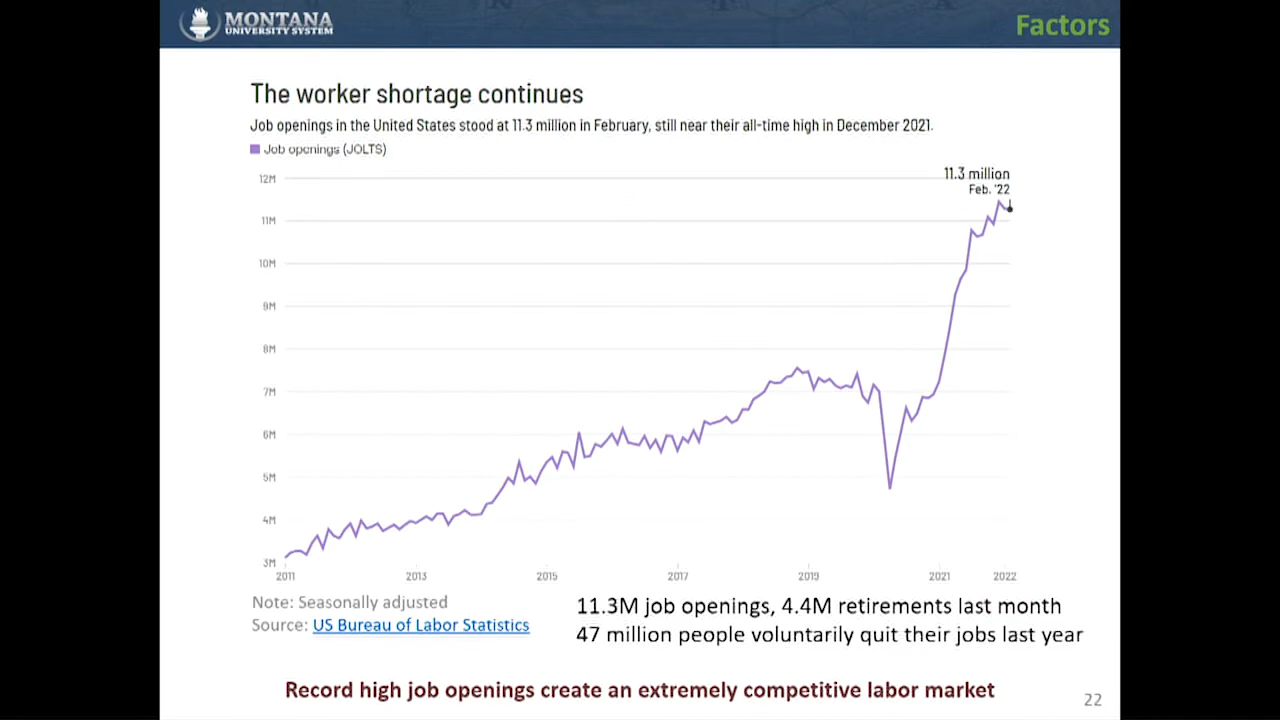 MONTANA
UNIVERSITY SYSTEM
Factors
The worker shortage continues
Job openings in the United States stood at 11.3 million in February, still near their all-time high in December 2021.
Job openings (JOLTS)
11.3 million
Feb. '22
12M
11M
10M
9M
8M
7M
6M
5M
4M
3M
2011 2013 2015 2017 2019 2021 2022
Note: Seasonally adjusted
Source: US Bureau of Labor Statistics
11.3M job openings, 4.4M retirements last month
47 million people voluntarily quit their jobs last year
Record high job openings create an extremely competitive labor market
22